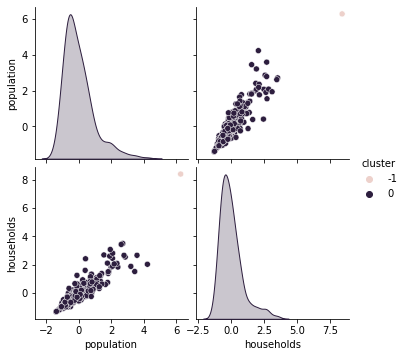 6
4
2
0
population
cluster
-1
0
8
6
4
2
0
households
−2 0 2 4 6
−2.5 0.0 2.5 5.0 7.5
population households